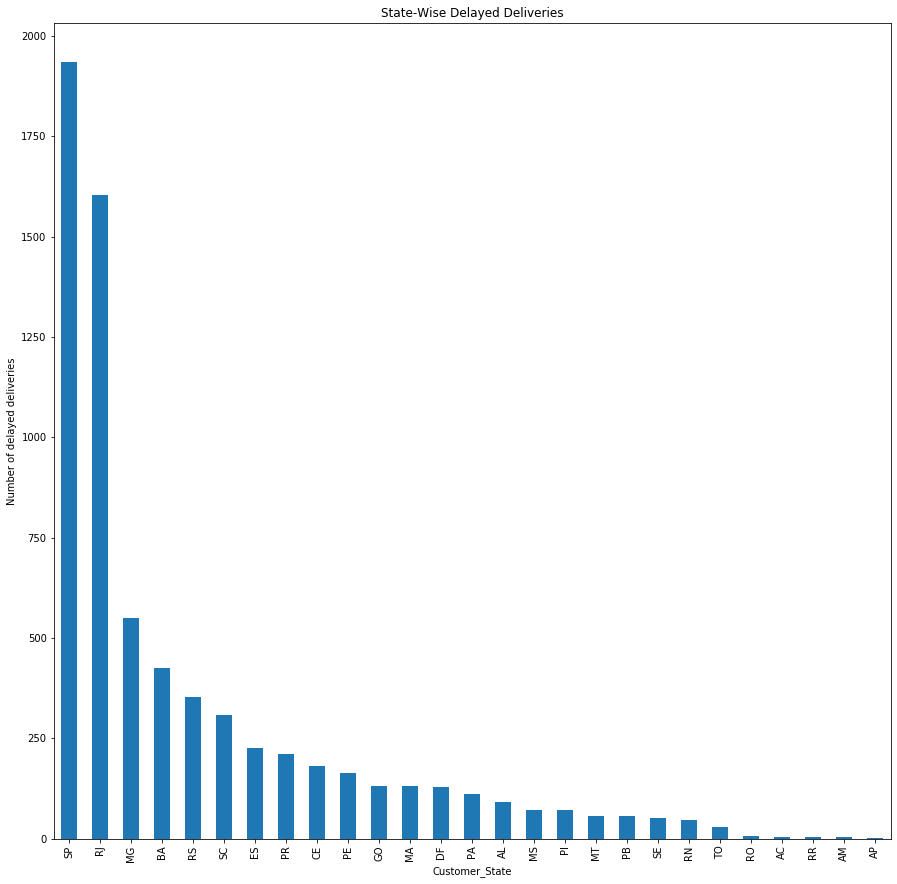 State-Wise Delayed Deliveries
Number of delayed deliveries
2000
1750
1500
1250
1000
750
500
250
0
SP
RJ
MG
BA
RS
SC
ES
PR
CE
PE
GO
MA
DF
PA
AL
MS
PI
MT
PB
SE
RN
TO
RO
AC
RR
AM
AP
Customer_State